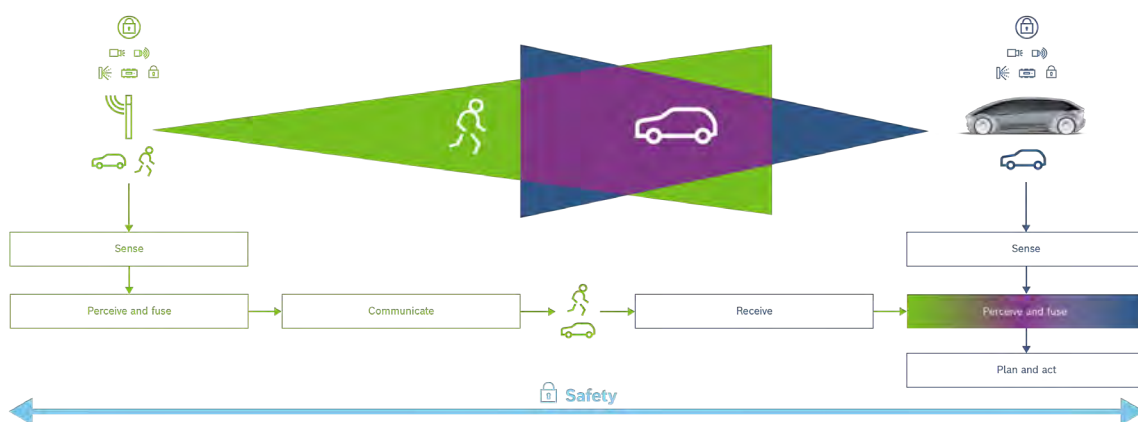 Sense
Sense
Perceive and fuse
Communicate
Receive
Perceive and fuse
Plan and act
Safety